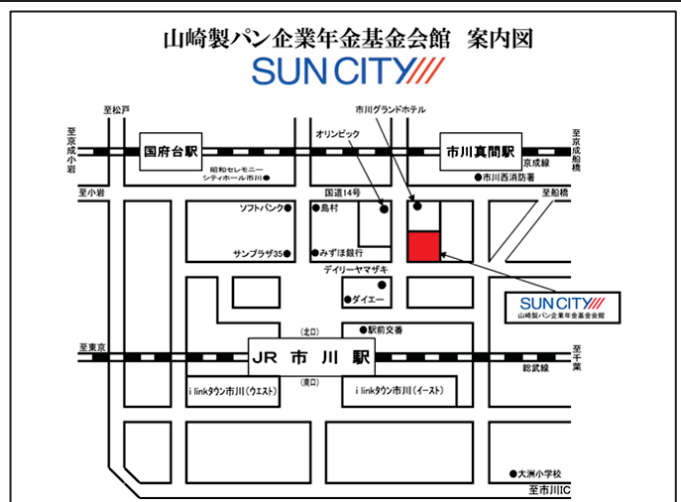 山崎製パン企業年金基金会館 案内図
SUN CITY
至松戸
市川グランドホテル
オリンピック
至京成小岩
国府台駅
市川真間駅
京成線
至京成船橋
昭和セレモニー
シティホール市川
市川西消防署
至小岩
国道14号
至船橋
ソフトバンク
島村
サンプラザ35
みずほ銀行
デイリーヤマザキ
ダイエー
SUN CITY
山崎製パン企業年金基金会館
(北口)
駅前交番
至東京
JR 市 川 駅
至千葉
総武線
(南口)
i linkタウン市川(ウエスト)
i linkタウン市川(イースト)
大洲小学校
至市川IC